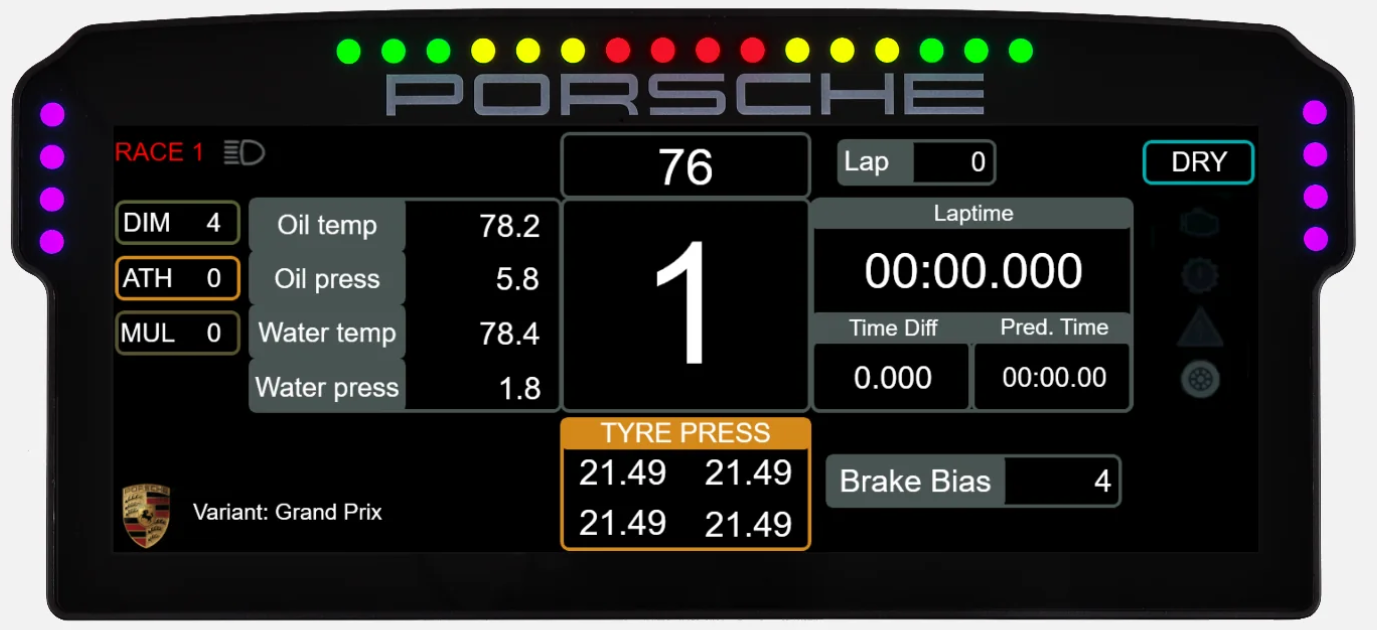 PORSCHE
RACE 1
76
Lap 0
DRY
DIM 4
ATH 0
MUL 0
Oil temp 78.2
Oil press 5.8
Water temp 78.4
Water press 1.8
1
Laptime
00:00.000
Time Diff Pred. Time
0.000 00:00.00
TYRE PRESS
21.49 21.49
21.49 21.49
Brake Bias 4
PORSCHE
Variant: Grand Prix